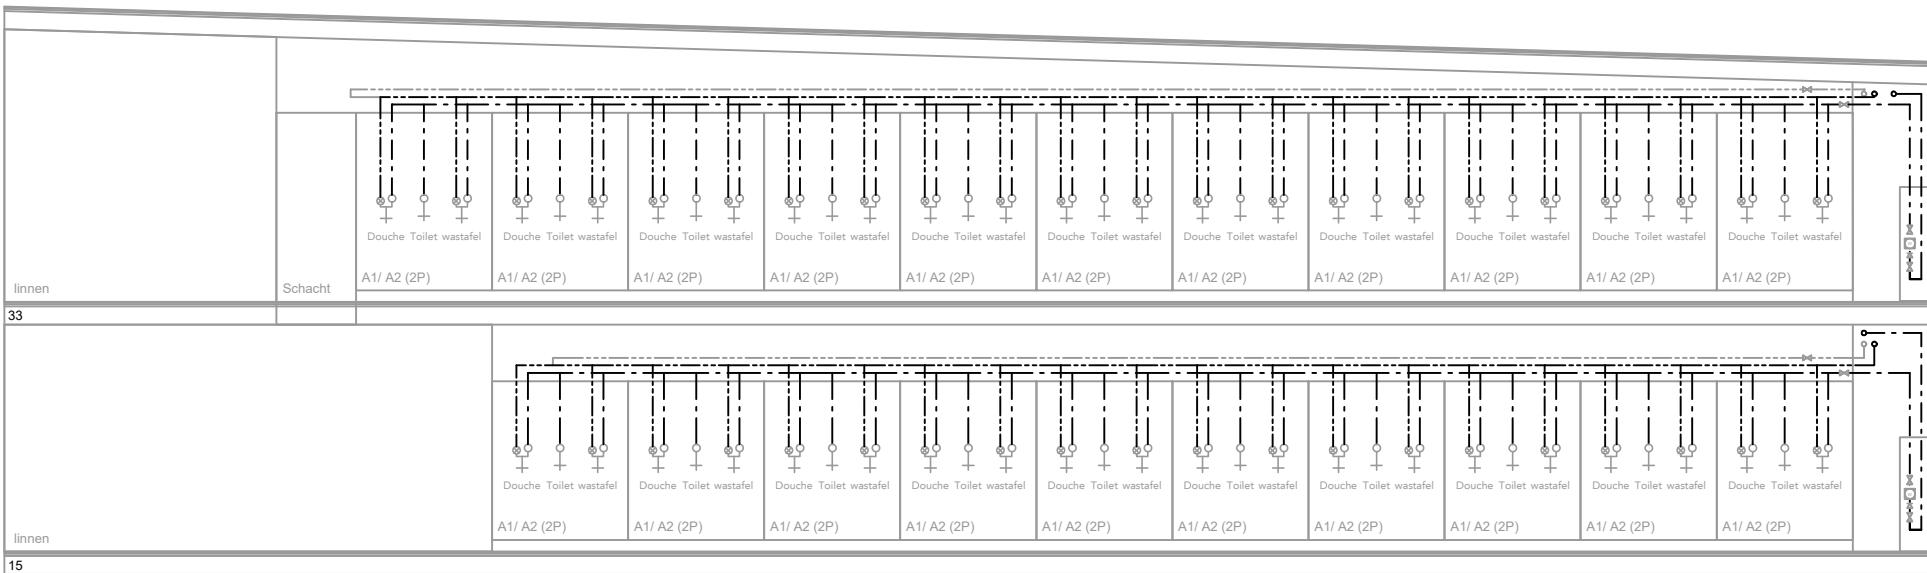 Douche Toilet wastafel Douche Toilet wastafel Douche Toilet wastafel Douche Toilet wastafel Douche Toilet wastafel Douche Toilet wastafel Douche Toilet wastafel Douche Toilet wastafel Douche Toilet wastafel Douche Toilet wastafel Douche Toilet wastafel
A1/ A2 (2P) A1/ A2 (2P) A1/ A2 (2P) A1/ A2 (2P) A1/ A2 (2P) A1/ A2 (2P) A1/ A2 (2P) A1/ A2 (2P) A1/ A2 (2P) A1/ A2 (2P) A1/ A2 (2P)
linnen Schacht
33
Douche Toilet wastafel Douche Toilet wastafel Douche Toilet wastafel Douche Toilet wastafel Douche Toilet wastafel Douche Toilet wastafel Douche Toilet wastafel Douche Toilet wastafel Douche Toilet wastafel Douche Toilet wastafel
A1/ A2 (2P) A1/ A2 (2P) A1/ A2 (2P) A1/ A2 (2P) A1/ A2 (2P) A1/ A2 (2P) A1/ A2 (2P) A1/ A2 (2P) A1/ A2 (2P) A1/ A2 (2P)
linnen
15